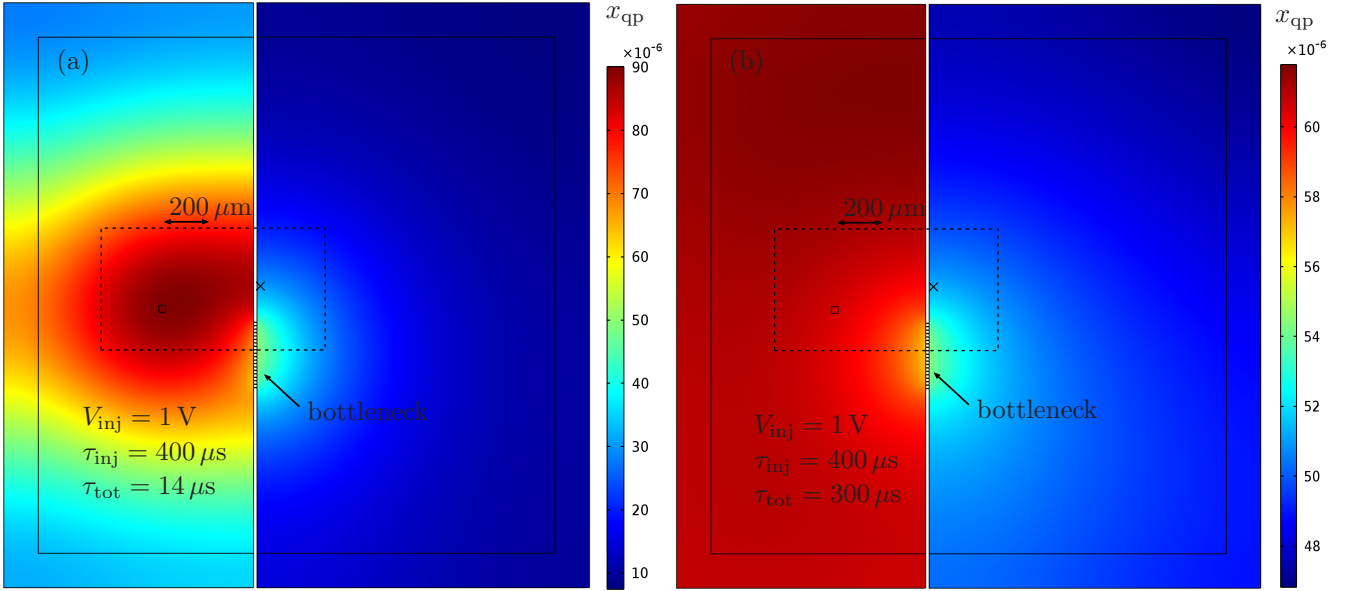 (a)
200 μm
bottleneck
V_inj = 1 V
τ_inj = 400 μs
τ_tot = 14 μs
x_qp
×10⁻⁶
90
80
70
60
50
40
30
20
10
(b)
200 μm
bottleneck
V_inj = 1 V
τ_inj = 400 μs
τ_tot = 300 μs
x_qp
×10⁻⁶
60
58
56
54
52
50
48